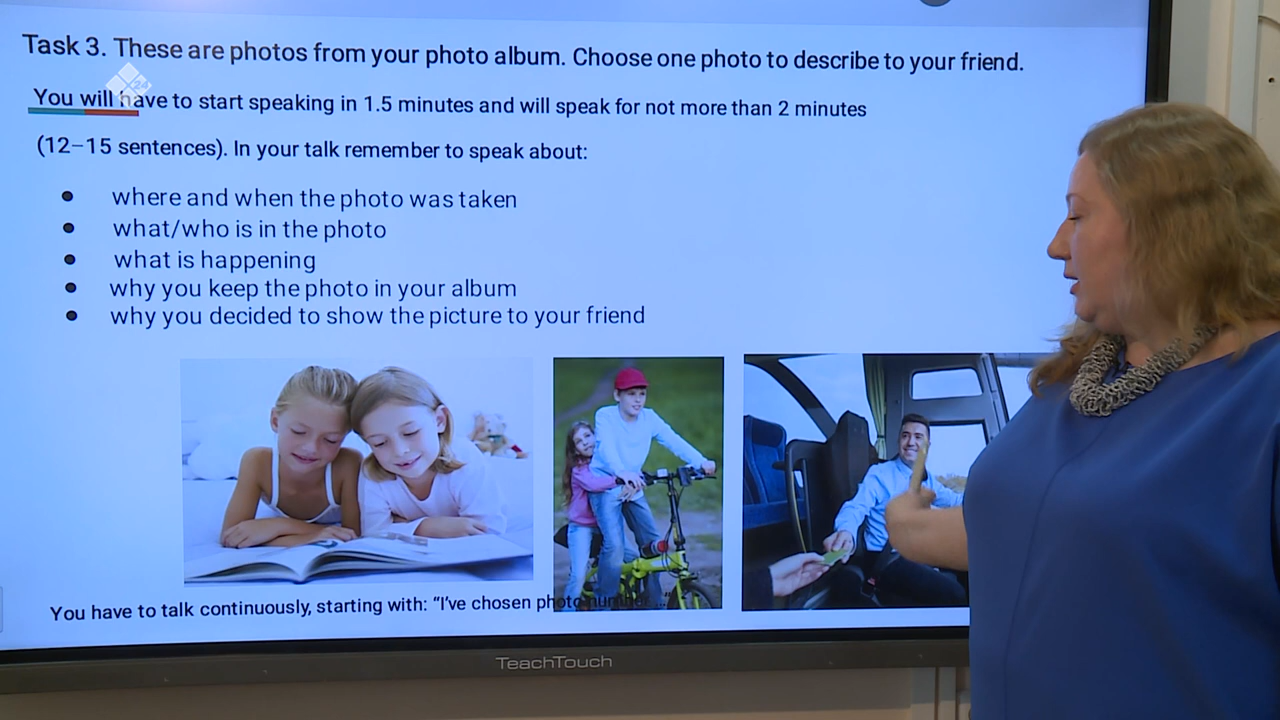 Task 3. These are photos from your photo album. Choose one photo to describe to your friend.
You will have to start speaking in 1.5 minutes and will speak for not more than 2 minutes
(12–15 sentences). In your talk remember to speak about:
● where and when the photo was taken
● what/who is in the photo
● what is happening
● why you keep the photo in your album
● why you decided to show the picture to your friend
You have to talk continuously, starting with: “I’ve chosen photo number ...”
TeachTouch